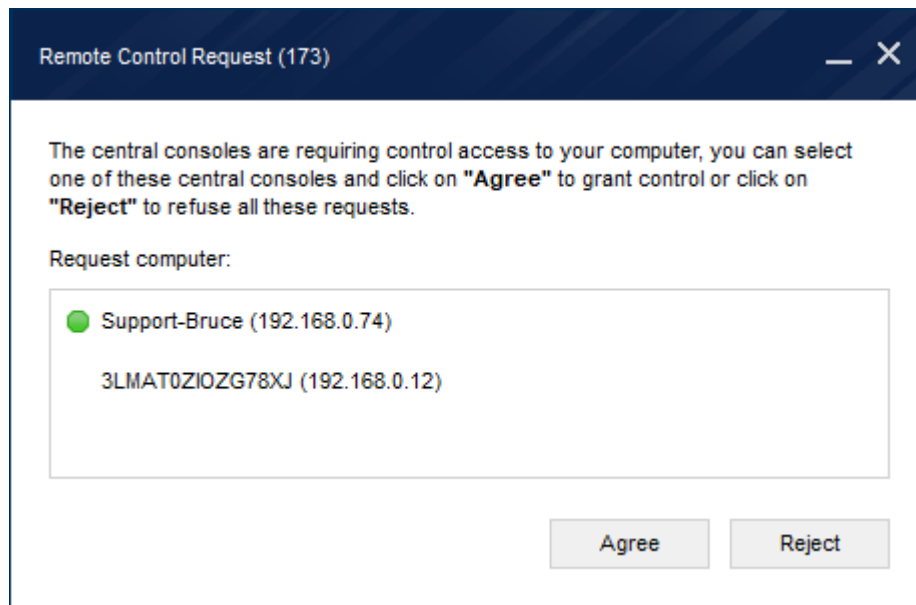 Remote Control Request (173)
The central consoles are requiring control access to your computer, you can select
one of these central consoles and click on "Agree" to grant control or click on
"Reject" to refuse all these requests.
Request computer:
Support-Bruce (192.168.0.74)
3LMAT0ZIOZG78XJ (192.168.0.12)
Agree Reject